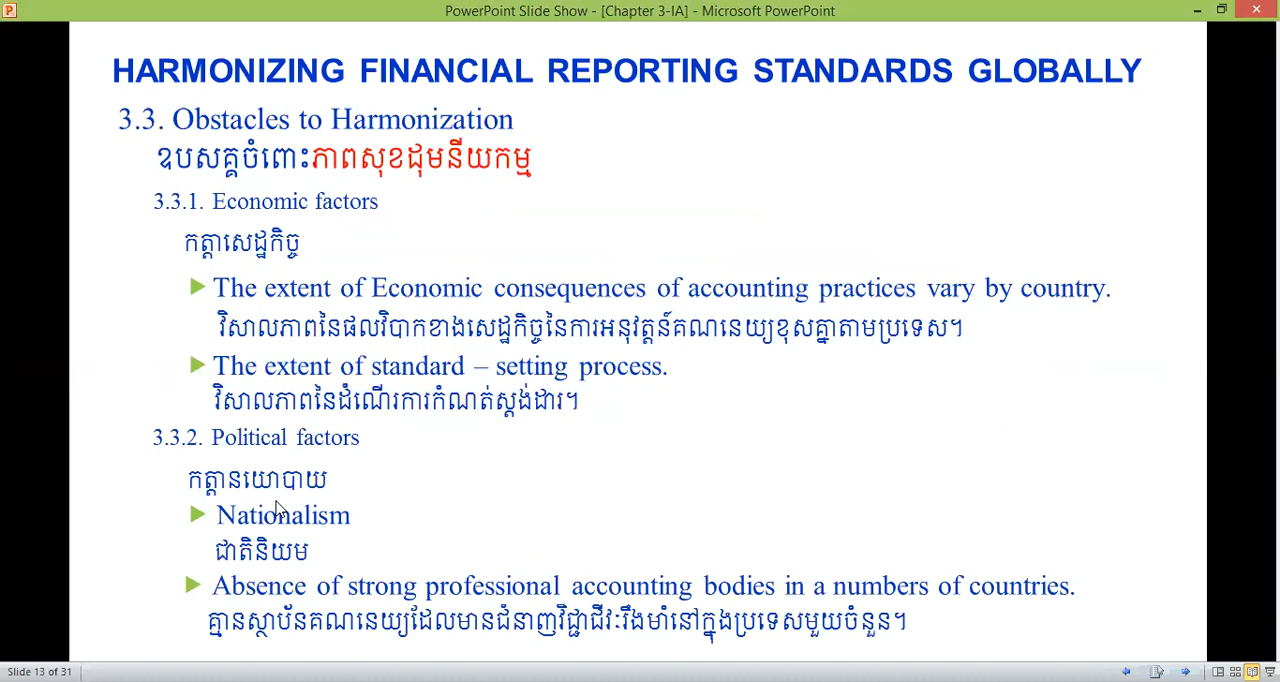 PowerPoint Slide Show - [Chapter 3-IA] - Microsoft PowerPoint
HARMONIZING FINANCIAL REPORTING STANDARDS GLOBALLY
3.3. Obstacles to Harmonization
ឧបសគ្គចំពោះភាពសុខដុមនីយកម្ម
3.3.1. Economic factors
កត្តាសេដ្ឋកិច្ច
The extent of Economic consequences of accounting practices vary by country.
វិសាលភាពនៃផលវិបាកខាងសេដ្ឋកិច្ចនៃការអនុវត្តន៍គណនេយ្យខុសគ្នាតាមប្រទេស។
The extent of standard – setting process.
វិសាលភាពនៃដំណើរការកំណត់ស្តង់ដារ។
3.3.2. Political factors
កត្តានយោបាយ
Nationalism
ជាតិនិយម
Absence of strong professional accounting bodies in a numbers of countries.
គ្មានស្ថាប័នគណនេយ្យដែលមានជំនាញវិជ្ជាជីវៈរឹងមាំនៅក្នុងប្រទេសមួយចំនួន។
Slide 13 of 31